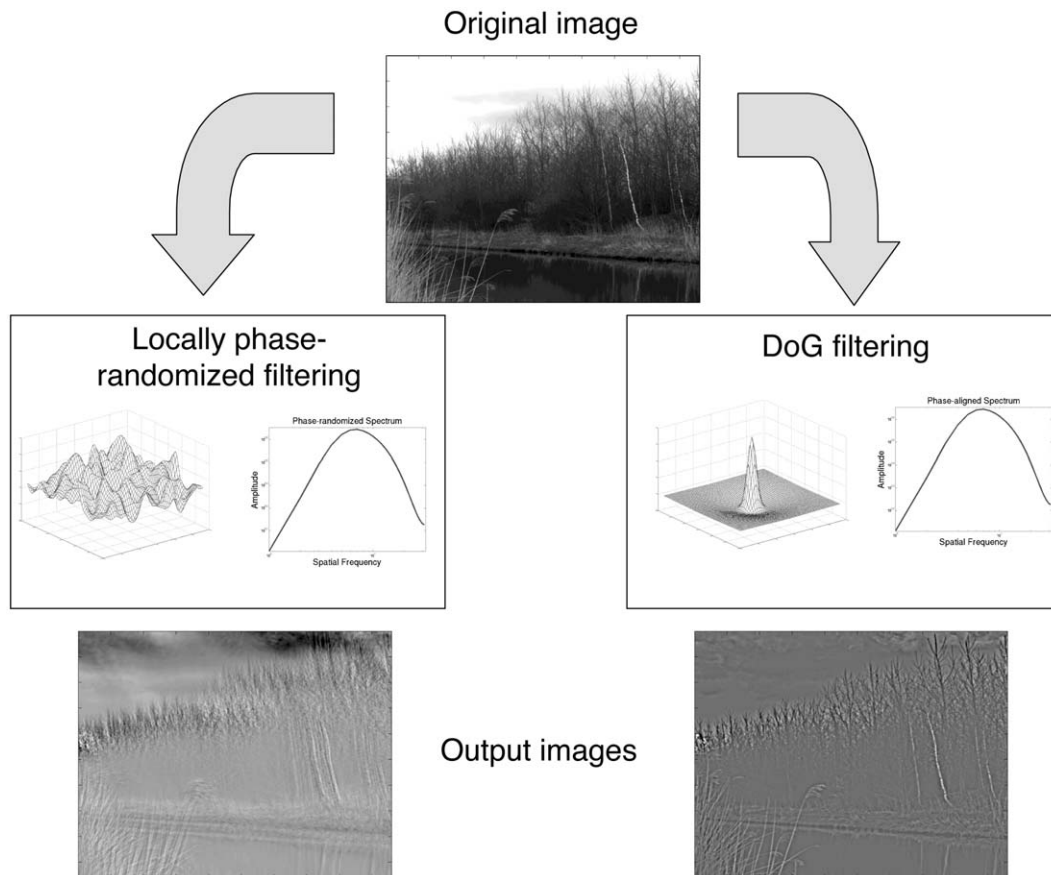 Original image
Locally phase-
randomized filtering
Phase-randomized Spectrum
Amplitude
Spatial Frequency
DoG filtering
Phase-aligned Spectrum
Amplitude
Spatial Frequency
Output images